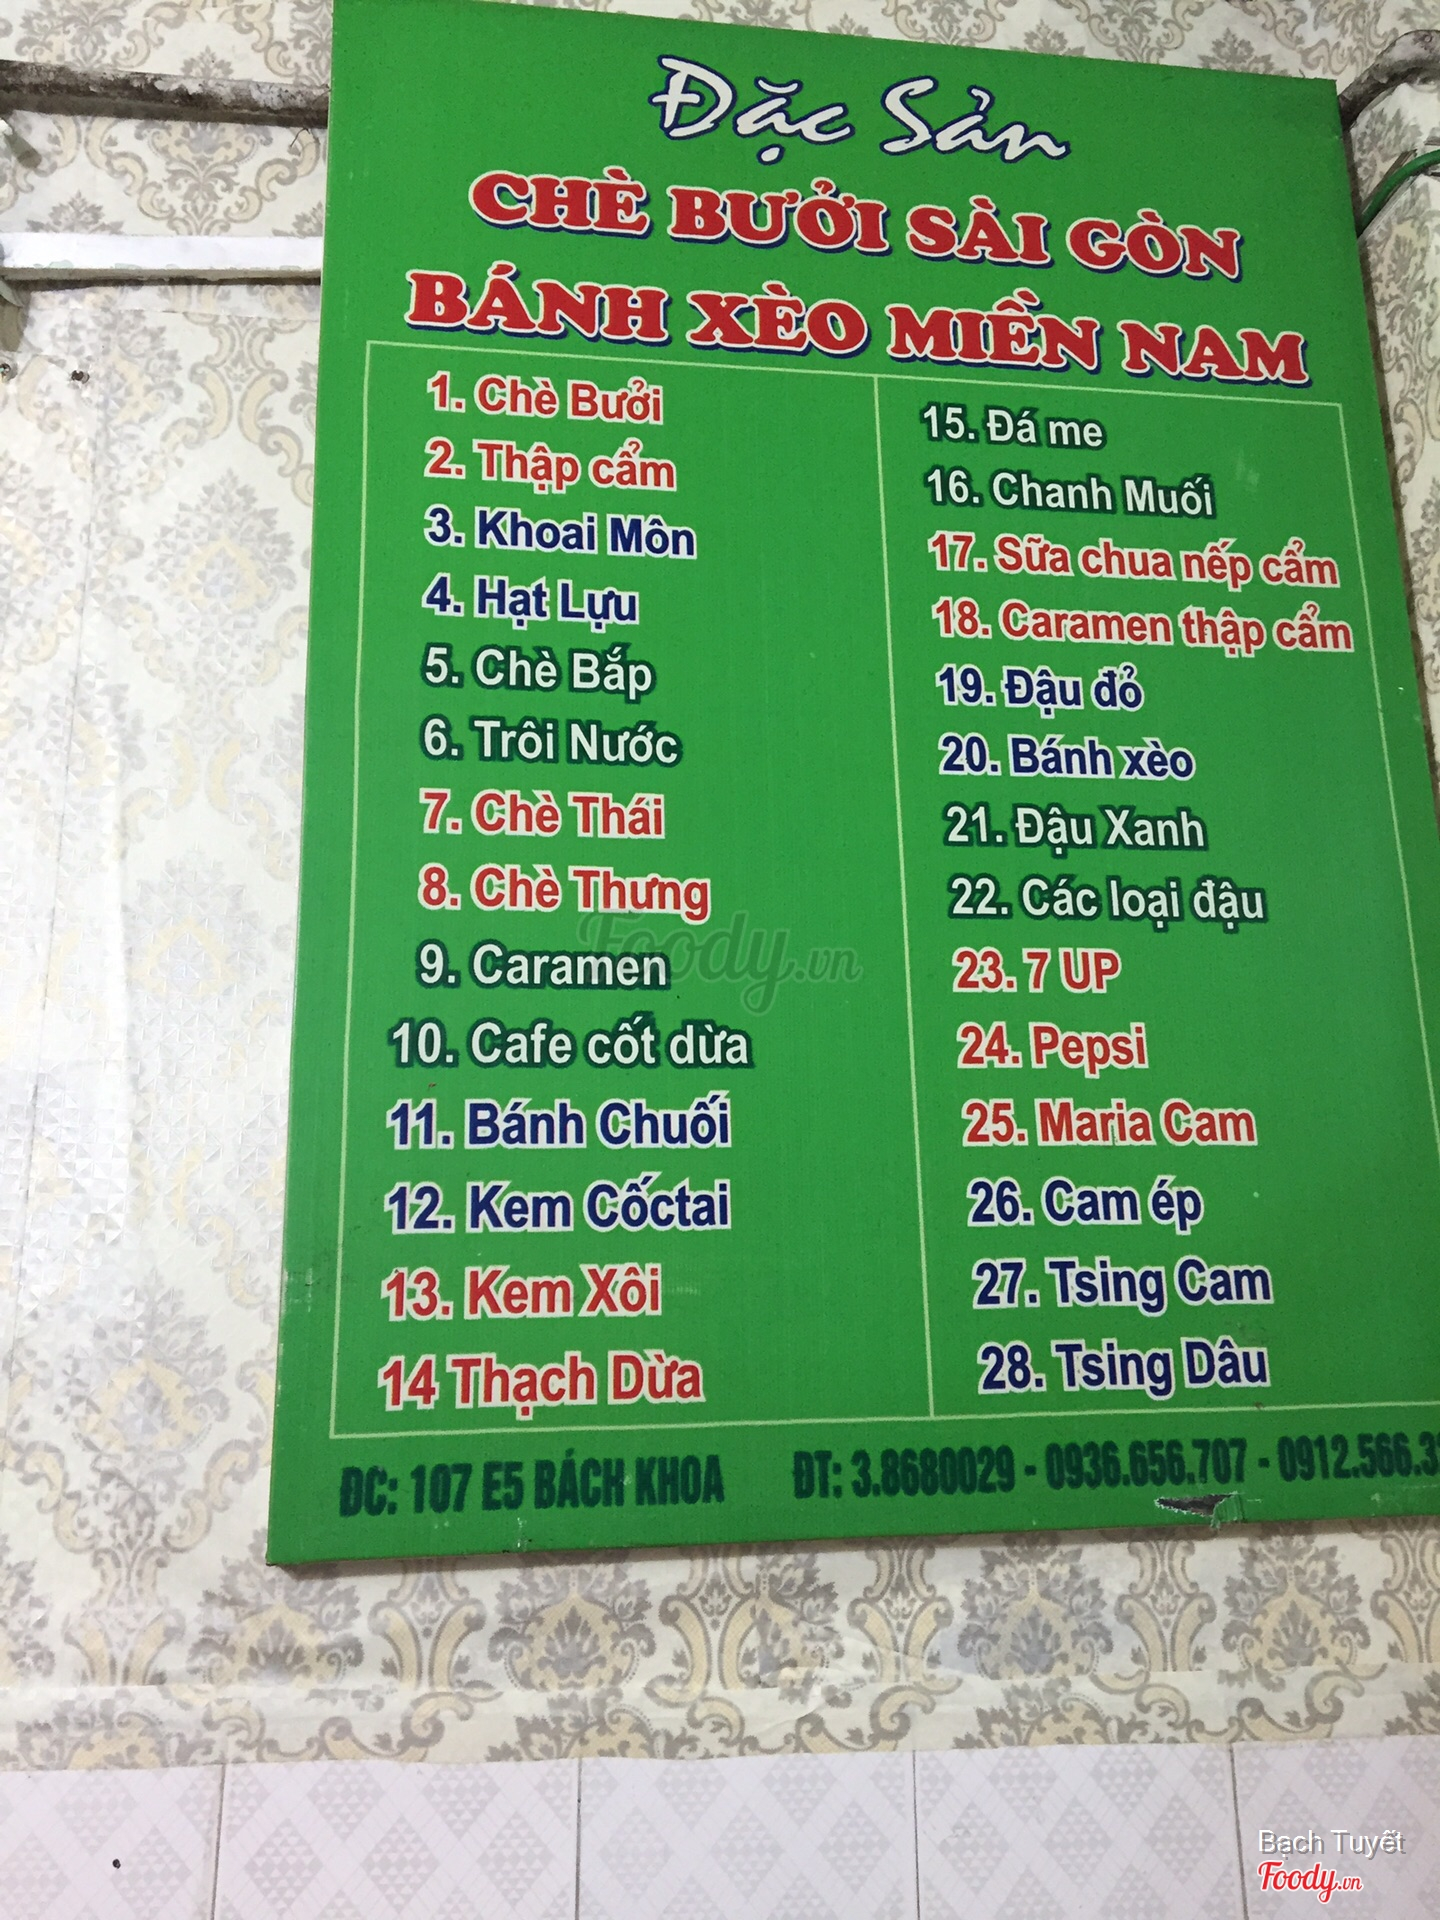 Đặc Sản
CHÈ BƯỞI SÀI GÒN
BÁNH XÈO MIỀN NAM
1. Chè Bưởi
2. Thập cẩm
3. Khoai Môn
4. Hạt Lựu
5. Chè Bắp
6. Trôi Nước
7. Chè Thái
8. Chè Thưng
9. Caramen
10. Cafe cốt dừa
11. Bánh Chuối
12. Kem Cốctai
13. Kem Xôi
14 Thạch Dừa
15. Đá me
16. Chanh Muối
17. Sữa chua nếp cẩm
18. Caramen thập cẩm
19. Đậu đỏ
20. Bánh xèo
21. Đậu Xanh
22. Các loại đậu
23. 7 UP
24. Pepsi
25. Maria Cam
26. Cam ép
27. Tsing Cam
28. Tsing Dâu
ĐC: 107 E5 BÁCH KHOA ĐT: 3.8680029 - 0936.656.707 - 0912.566.3
Foody.vn
Bạch Tuyết
Foody.vn